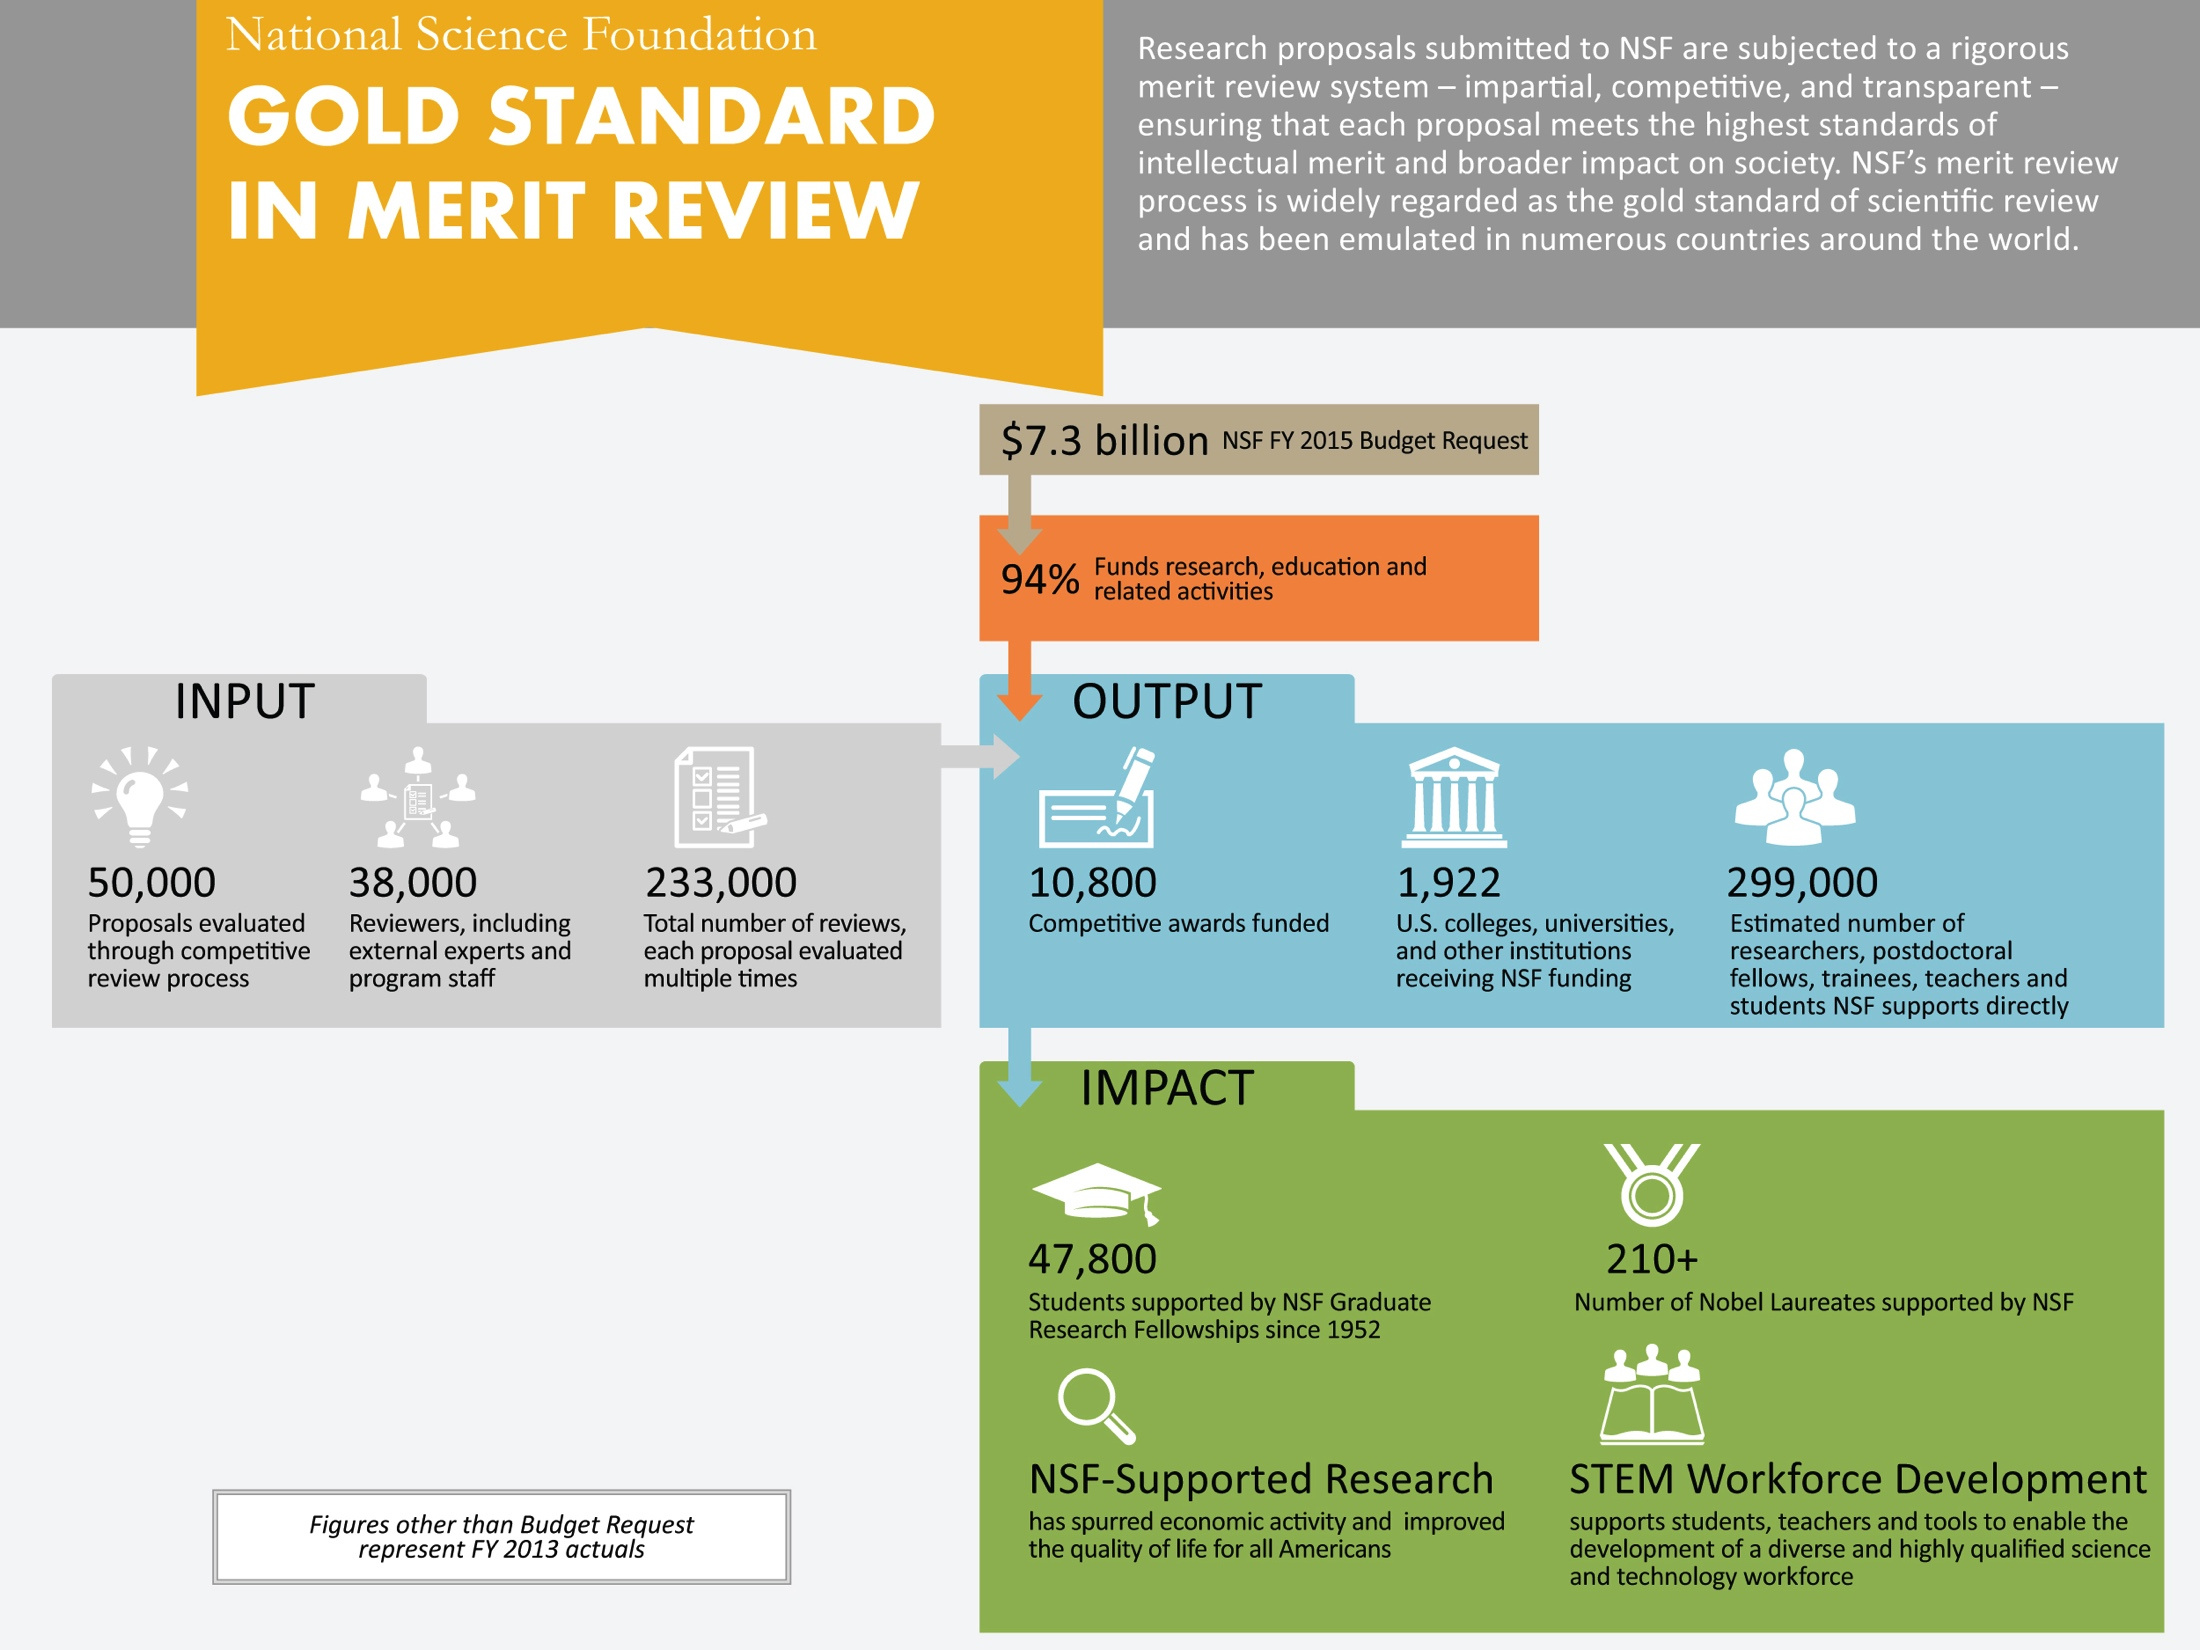 National Science Foundation
GOLD STANDARD
IN MERIT REVIEW
Research proposals submitted to NSF are subjected to a rigorous
merit review system – impartial, competitive, and transparent –
ensuring that each proposal meets the highest standards of
intellectual merit and broader impact on society. NSF’s merit review
process is widely regarded as the gold standard of scientific review
and has been emulated in numerous countries around the world.
$7.3 billion NSF FY 2015 Budget Request
94% Funds research, education and
related activities
INPUT
50,000
Proposals evaluated
through competitive
review process
38,000
Reviewers, including
external experts and
program staff
233,000
Total number of reviews,
each proposal evaluated
multiple times
OUTPUT
10,800
Competitive awards funded
1,922
U.S. colleges, universities,
and other institutions
receiving NSF funding
299,000
Estimated number of
researchers, postdoctoral
fellows, trainees, teachers and
students NSF supports directly
IMPACT
47,800
Students supported by NSF Graduate
Research Fellowships since 1952
210+
Number of Nobel Laureates supported by NSF
NSF-Supported Research
has spurred economic activity and improved
the quality of life for all Americans
STEM Workforce Development
supports students, teachers and tools to enable the
development of a diverse and highly qualified science
and technology workforce
Figures other than Budget Request
represent FY 2013 actuals